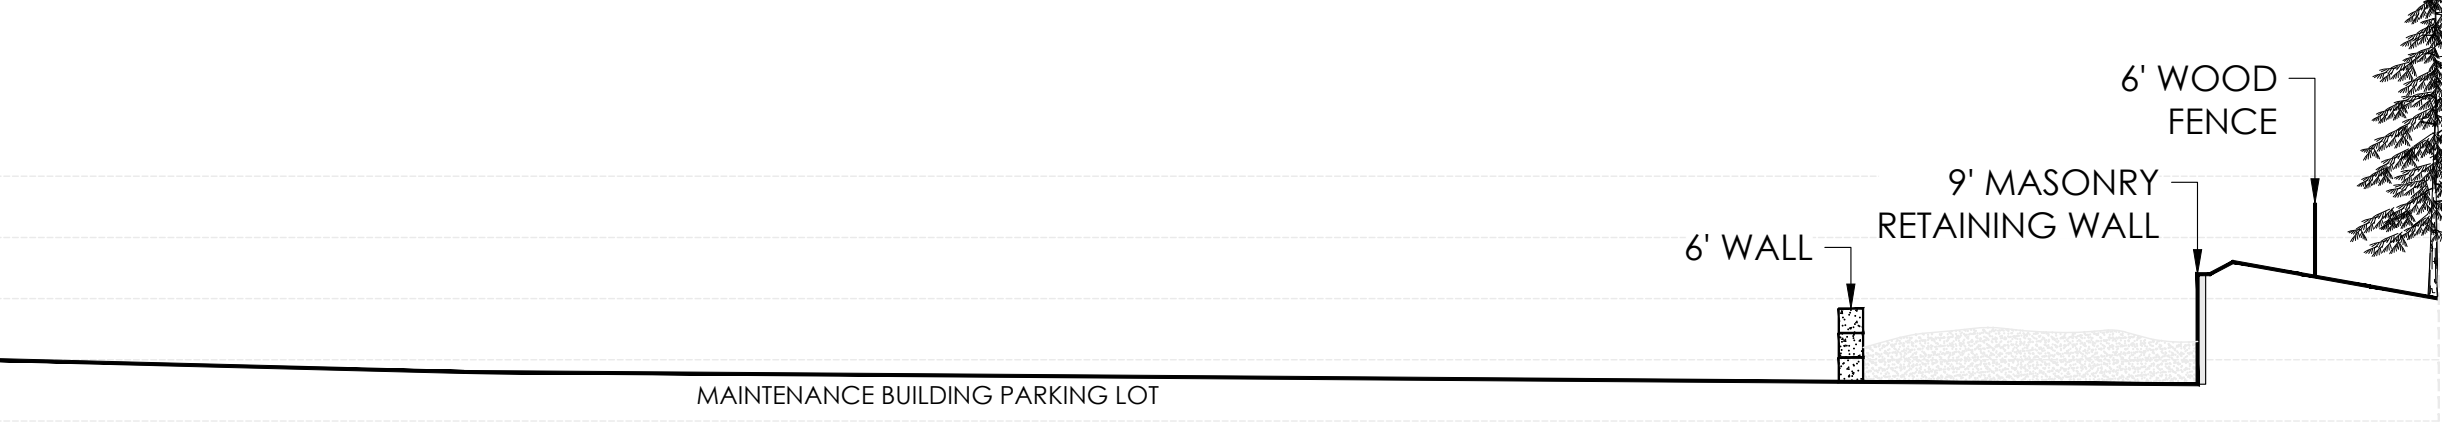 6' WOOD
FENCE
9' MASONRY
RETAINING WALL
6' WALL
MAINTENANCE BUILDING PARKING LOT